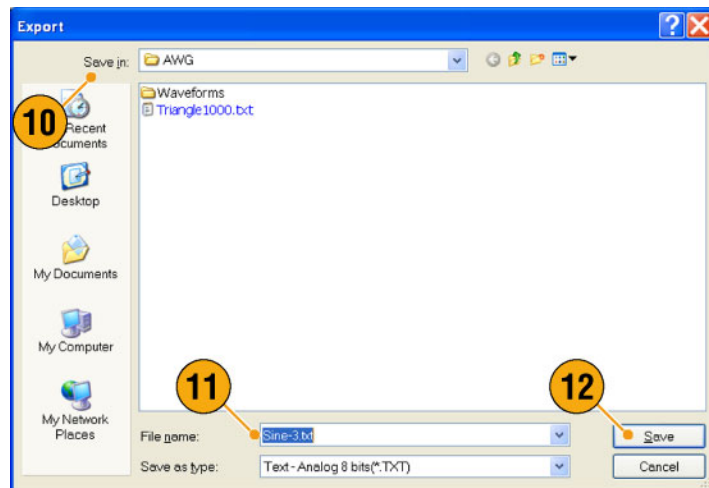 Export
Save in:
AWG
10
Recent
Documents
Desktop
My Documents
My Computer
My Network
Places
Waveforms
Triangle1000.txt
11
12
File name:
Sine-3.txt
Save
Save as type:
Text-Analog 8 bits(*.TXT)
Cancel